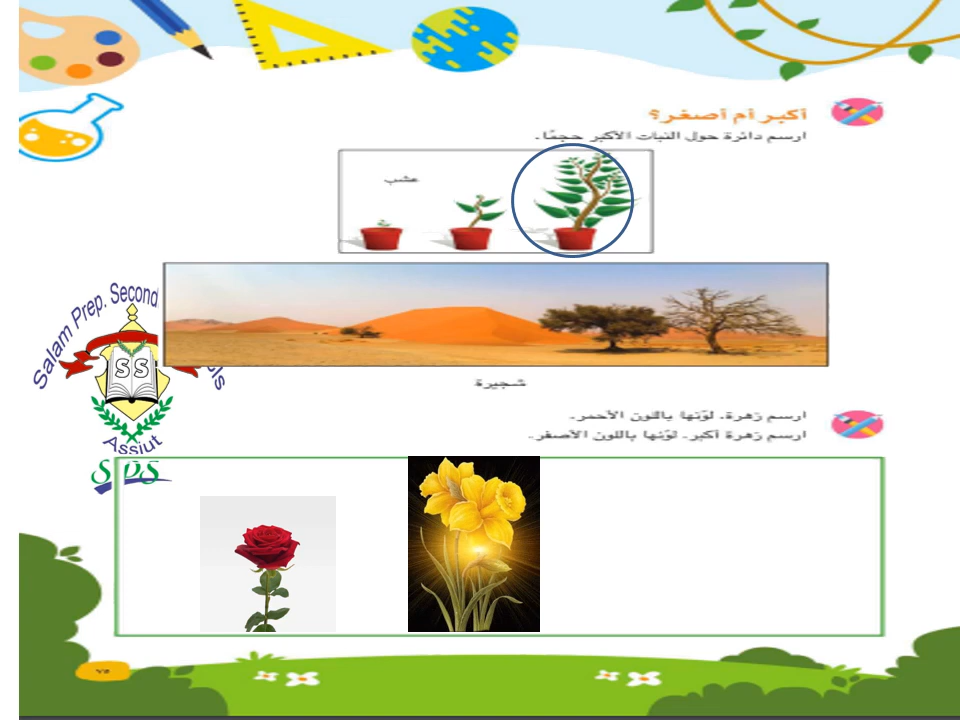 أكبر أم أصغر؟
ارسم دائرة حول النبات الأكبر حجمًا.
عشب
Salam Prep. Second
ls
SS
Assiut
SPS
شجيرة
ارسم زهرة. لوّنها باللون الأحمر.
ارسم زهرة أكبر. لوّنها باللون الأصفر.